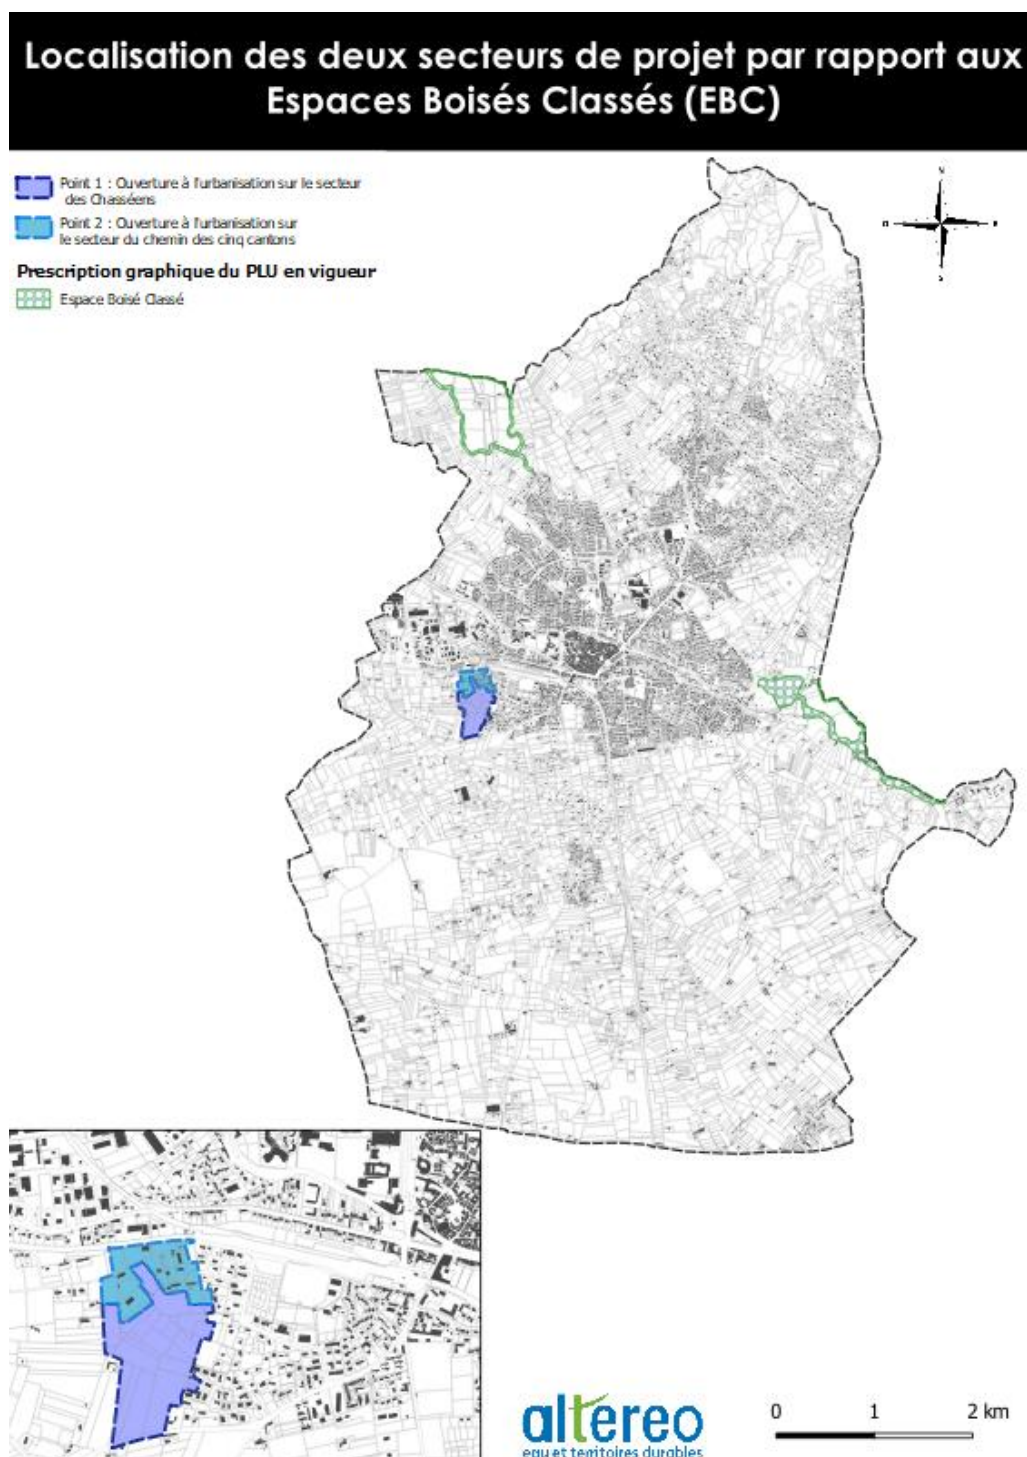 Localisation des deux secteurs de projet par rapport aux
Espaces Boisés Classés (EBC)
Point 1 : Ouverture à l'urbanisation sur le secteur
des Chasséens
Point 2 : Ouverture à l'urbanisation sur
le secteur du chemin des cinq cantons
Prescription graphique du PLU en vigueur
Espace Boisé Classé
N
altereo
eau et territoires durables
0 1 2 km